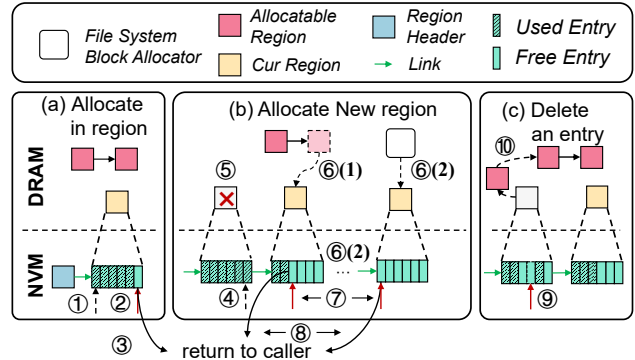 File System
Block Allocator
Allocatable
Region
Cur Region
Region
Header
Link
Used Entry
Free Entry
(a) Allocate
in region
(b) Allocate New region
(c) Delete
an entry
DRAM
NVM
⑤
⑥(1)
⑥(2)
⑩
⑥(2)
...
①
②
④
⑦
⑨
③
⑧
return to caller